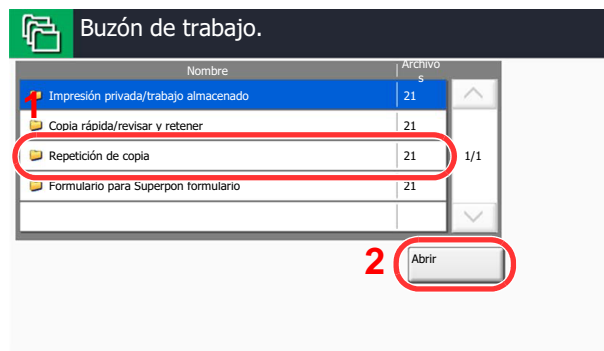 Buzón de trabajo.
Nombre Archivo
s
1
Impresión privada/trabajo almacenado 21
Copia rápida/revisar y retener 21
Repetición de copia 21 1/1
Formulario para Superpon formulario 21
2 Abrir